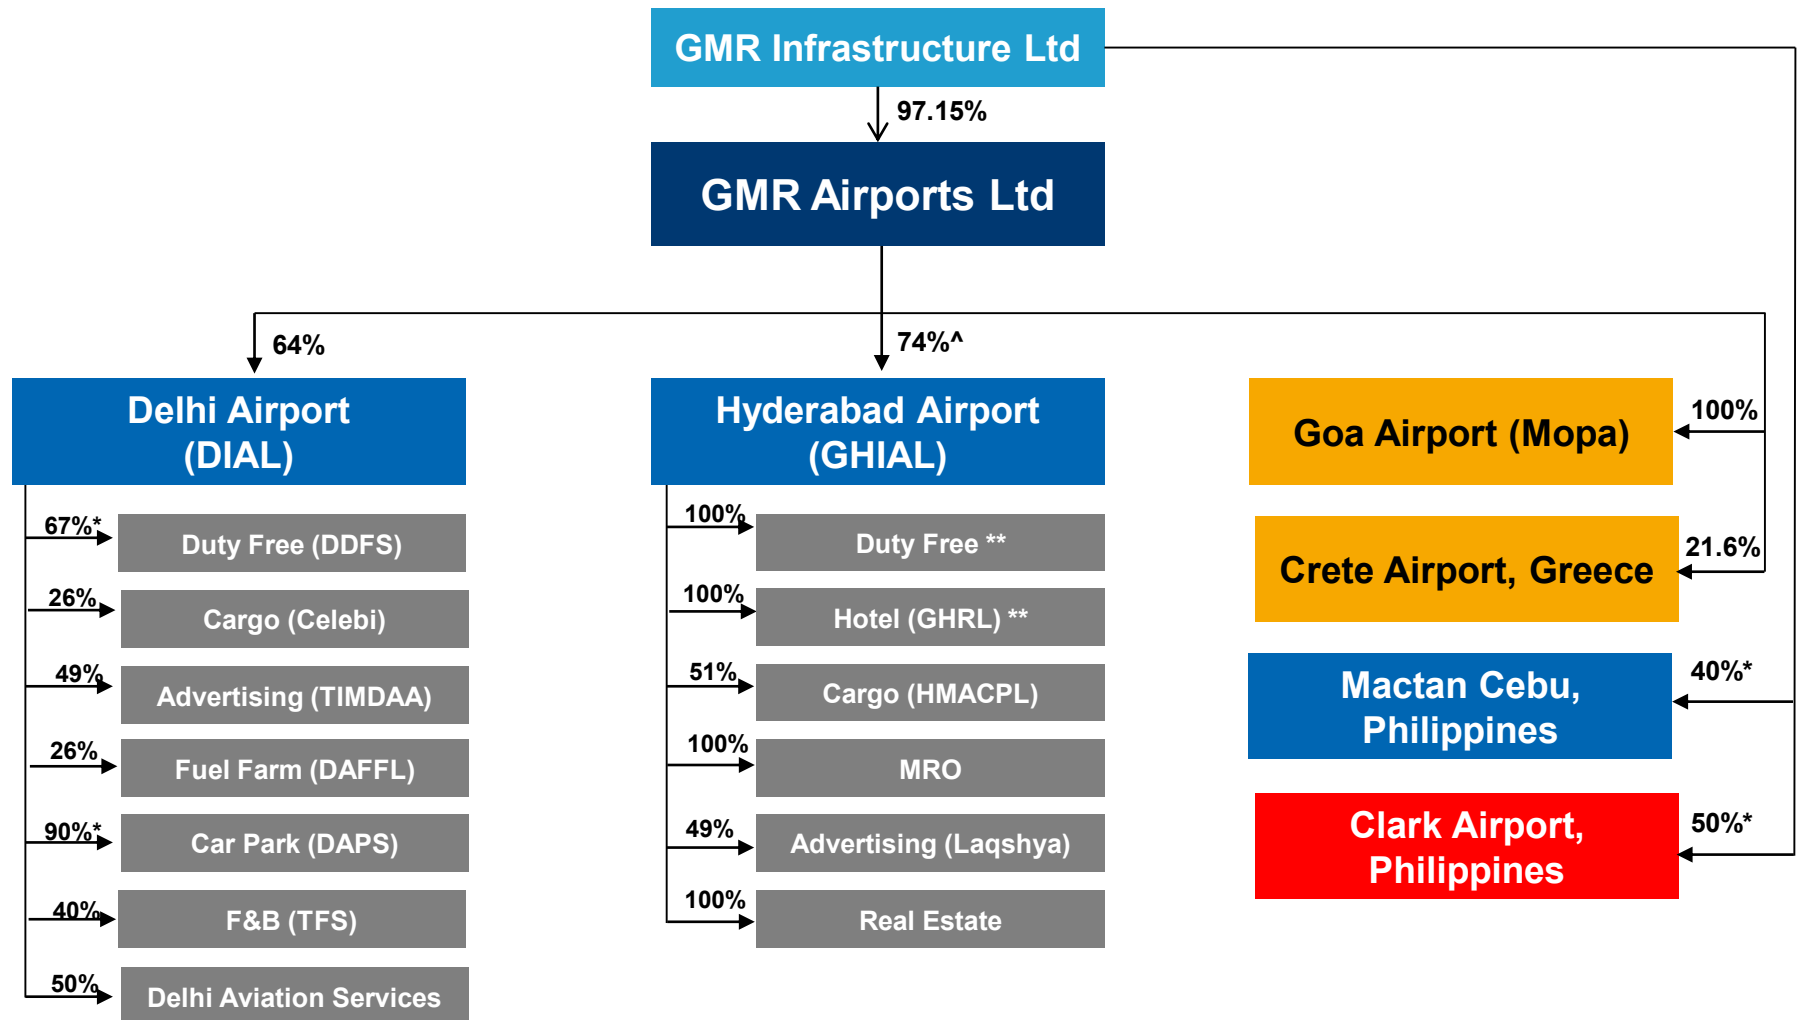 GMR Infrastructure Ltd
97.15%
GMR Airports Ltd
64%
74%^
Delhi Airport
(DIAL)
67%*
Duty Free (DDFS)
26%
Cargo (Celebi)
49%
Advertising (TIMDAA)
26%
Fuel Farm (DAFFL)
90%*
Car Park (DAPS)
40%
F&B (TFS)
50%
Delhi Aviation Services
Hyderabad Airport
(GHIAL)
100%
Duty Free **
100%
Hotel (GHRL) **
51%
Cargo (HMACPL)
100%
MRO
49%
Advertising (Laqshya)
100%
Real Estate
Goa Airport (Mopa)
100%
Crete Airport, Greece
21.6%
Mactan Cebu,
Philippines
40%*
Clark Airport,
Philippines
50%*